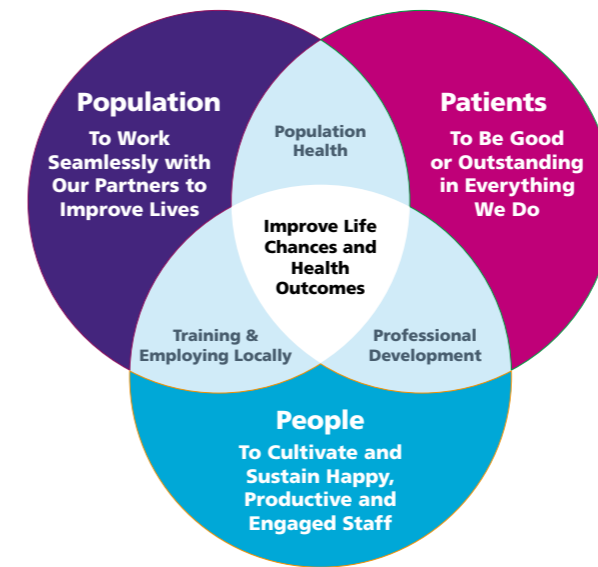 Population
To Work
Seamlessly with
Our Partners to
Improve Lives
Population
Health
Patients
To Be Good
or Outstanding
in Everything
We Do
Improve Life
Chances and
Health
Outcomes
Training &
Employing Locally
Professional
Development
People
To Cultivate and
Sustain Happy,
Productive and
Engaged Staff